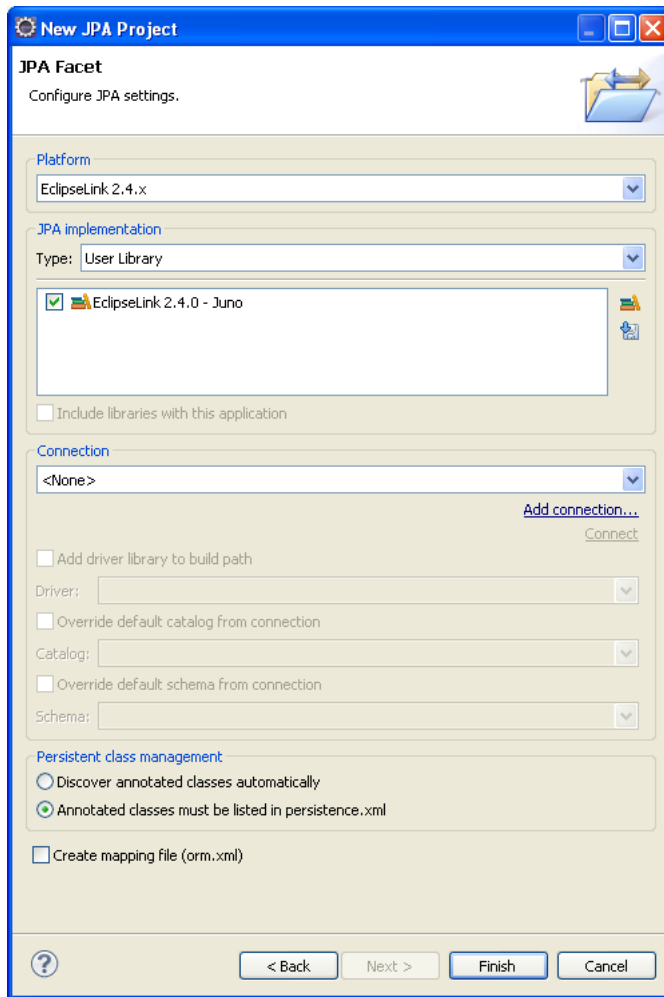 New JPA Project
JPA Facet
Configure JPA settings.
Platform
EclipseLink 2.4.x
JPA implementation
Type: User Library
EclipseLink 2.4.0 - Juno
Include libraries with this application
Connection
<None>
Add connection...
Connect
Add driver library to build path
Driver:
Override default catalog from connection
Catalog:
Override default schema from connection
Schema:
Persistent class management
Discover annotated classes automatically
Annotated classes must be listed in persistence.xml
Create mapping file (orm.xml)
? < Back Next > Finish Cancel